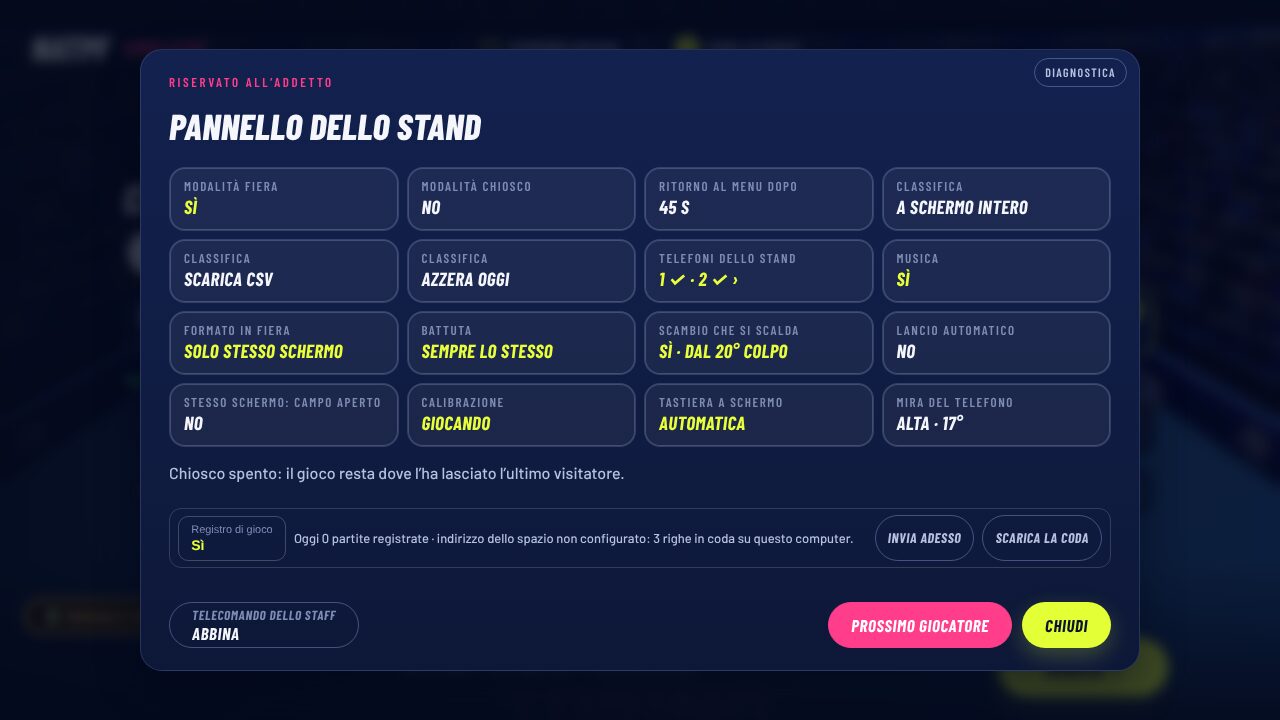 DIAGNOSTICA
RISERVATO ALL'ADDETTO
PANNELLO DELLO STAND
MODALITÀ FIERA
SÌ
MODALITÀ CHIOSCO
NO
RITORNO AL MENU DOPO
45 S
CLASSIFICA
A SCHERMO INTERO
CLASSIFICA
SCARICA CSV
CLASSIFICA
AZZERA OGGI
TELEFONI DELLO STAND
1 ✓ · 2 ✓ ›
MUSICA
SÌ
FORMATO IN FIERA
SOLO STESSO SCHERMO
BATTUTA
SEMPRE LO STESSO
SCAMBIO CHE SI SCALDA
SÌ · DAL 20° COLPO
LANCIO AUTOMATICO
NO
STESSO SCHERMO: CAMPO APERTO
NO
CALIBRAZIONE
GIOCANDO
TASTIERA A SCHERMO
AUTOMATICA
MIRA DEL TELEFONO
ALTA · 17°
Chiosco spento: il gioco resta dove l'ha lasciato l'ultimo visitatore.
Registro di gioco
Sì
Oggi 0 partite registrate · indirizzo dello spazio non configurato: 3 righe in coda su questo computer.
INVIA ADESSO
SCARICA LA CODA
TELECOMANDO DELLO STAFF
ABBINA
PROSSIMO GIOCATORE
CHIUDI